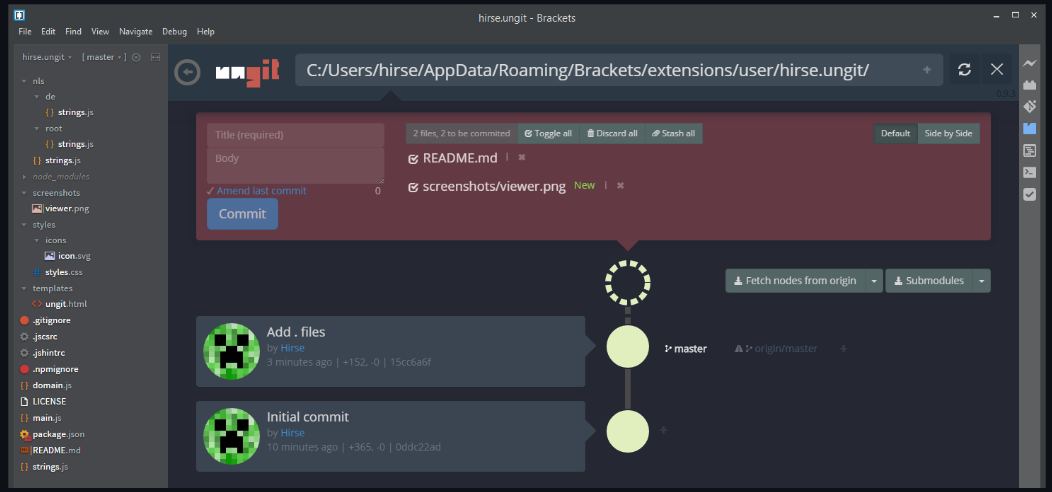 hirse.ungit - Brackets
File Edit Find View Navigate Debug Help
hirse.ungit [ master ]
nls
de
strings.js
root
strings.js
strings.js
node_modules
screenshots
viewer.png
styles
icons
icon.svg
styles.css
templates
ungit.html
.gitignore
.jscsrc
.jshintrc
.npmignore
domain.js
LICENSE
main.js
package.json
README.md
strings.js
ungit
C:/Users/hirse/AppData/Roaming/Brackets/extensions/user/hirse.ungit/ +
0.9.3
Title (required)
Body
Amend last commit 0
Commit
2 files, 2 to be commited Toggle all Discard all Stash all
Default Side by Side
README.md
screenshots/viewer.png New
Fetch nodes from origin Submodules
Add . files
by Hirse
3 minutes ago | +152, -0 | 15cc6a6f
master origin/master +
Initial commit
by Hirse
10 minutes ago | +365, -0 | 0ddc22ad
+